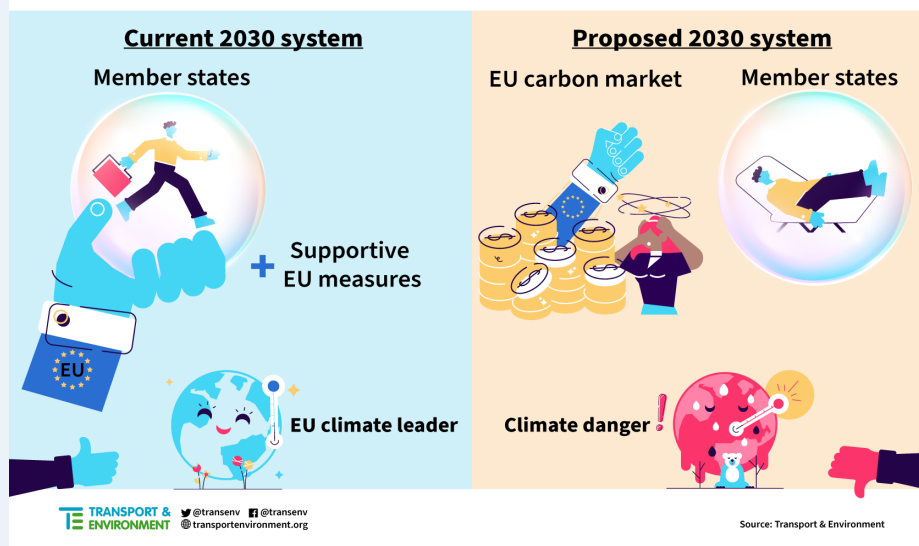 Current 2030 system
Member states
EU
+ Supportive
EU measures
EU climate leader
Proposed 2030 system
EU carbon market
Member states
Climate danger
TRANSPORT &
ENVIRONMENT
@transenv @transenv
transportenvironment.org
Source: Transport & Environment